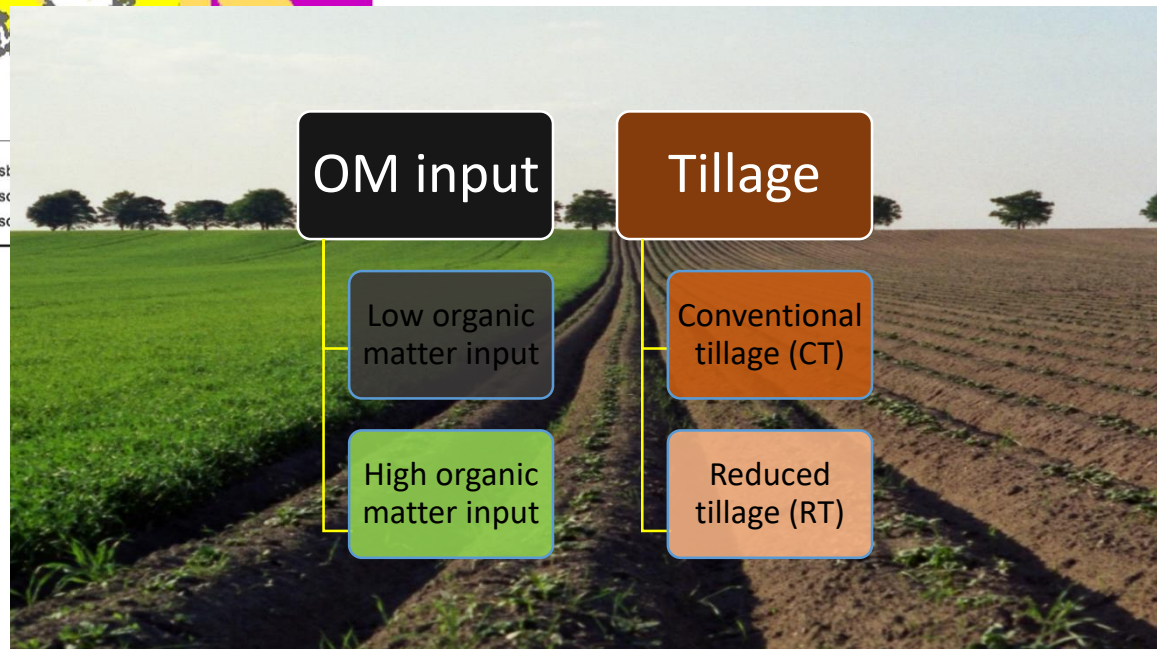 OM input
Low organic
matter input
High organic
matter input
Tillage
Conventional
tillage (CT)
Reduced
tillage (RT)